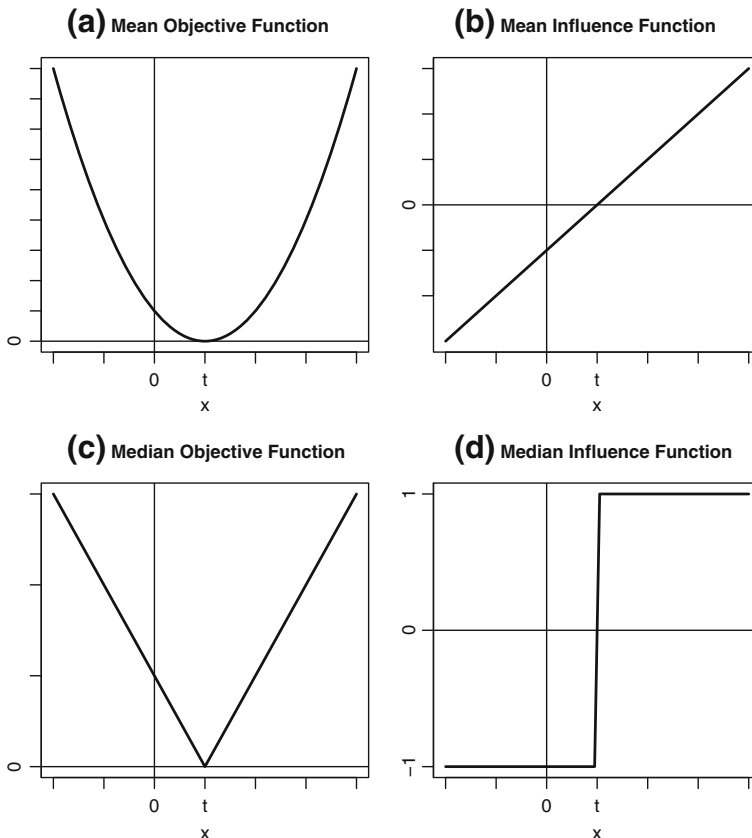 (a) Mean Objective Function
0
0 t
x
(b) Mean Influence Function
0
0 t
x
(c) Median Objective Function
0
0 t
x
(d) Median Influence Function
1
0
−1
0 t
x